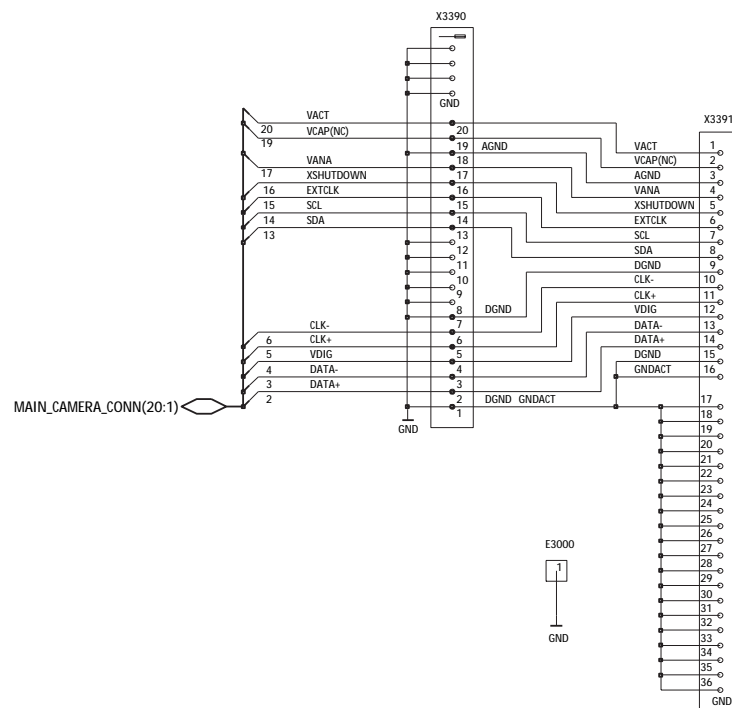 X3390
GND
VACT
20
VCAP(NC)
19
VANA
17
XSHUTDOWN
16
EXTCLK
15
SCL
14
SDA
13
CLK-
6
CLK+
5
VDIG
4
DATA-
3
DATA+
2
MAIN_CAMERA_CONN(20:1)
20
19
AGND
18
17
16
15
14
13
12
11
10
9
8
DGND
7
6
5
4
3
2
DGND GNDACT
1
GND
X3391
VACT 1
VCAP(NC) 2
AGND 3
VANA 4
XSHUTDOWN 5
EXTCLK 6
SCL 7
SDA 8
DGND 9
CLK- 10
CLK+ 11
VDIG 12
DATA- 13
DATA+ 14
DGND 15
GNDACT 16
17
18
19
20
21
22
23
24
25
26
27
28
29
30
31
32
33
34
35
36
GND
E3000
1
GND